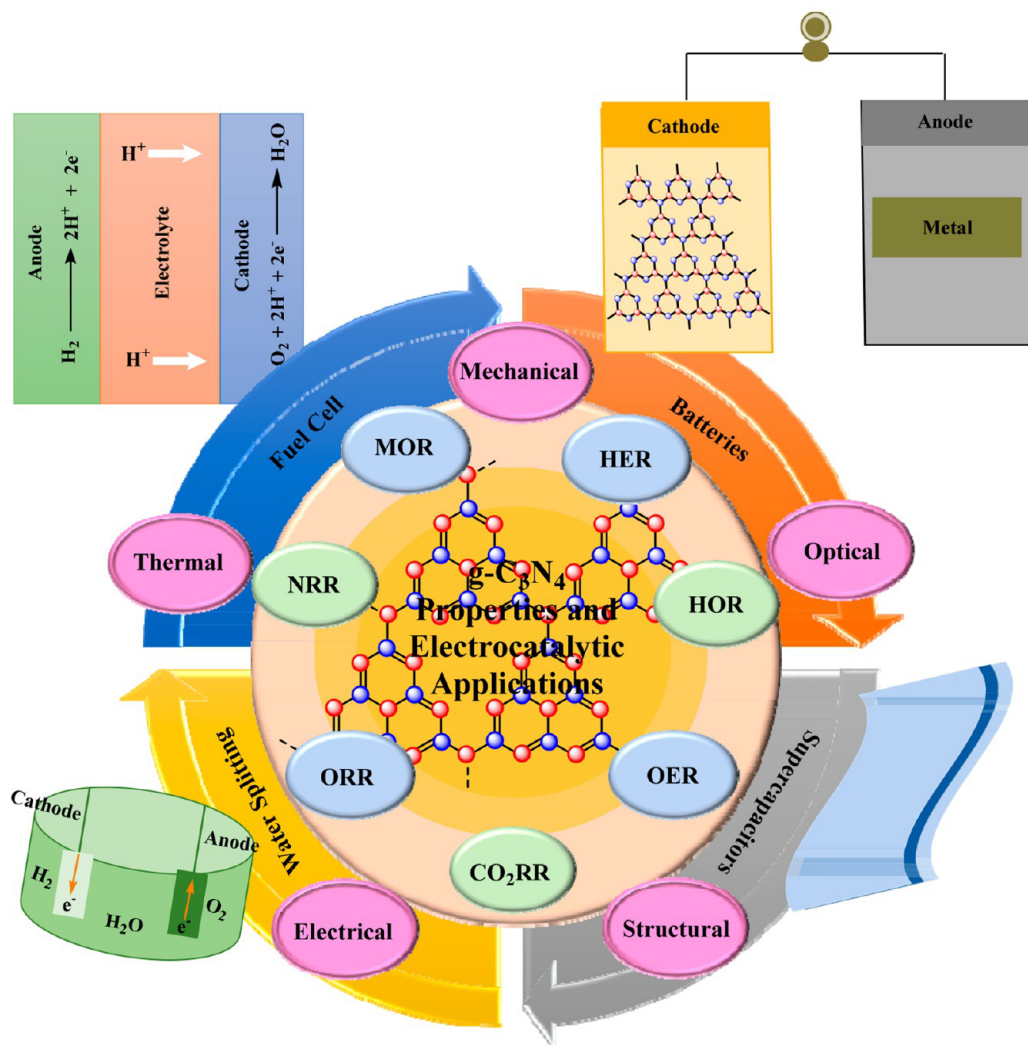 Anode
H₂ → 2H⁺ + 2e⁻
H⁺
Electrolyte
H⁺
Cathode
O₂ + 2H⁺ + 2e⁻ → H₂O
Cathode
Anode
Metal
Fuel Cell
Batteries
Supercapacitors
Water Splitting
Mechanical
Thermal
Optical
Electrical
Structural
MOR
HER
NRR
HOR
ORR
OER
CO₂RR
g-C₃N₄
Properties and
Electrocatalytic
Applications
Cathode
Anode
H₂
e⁻
H₂O
e⁻
O₂